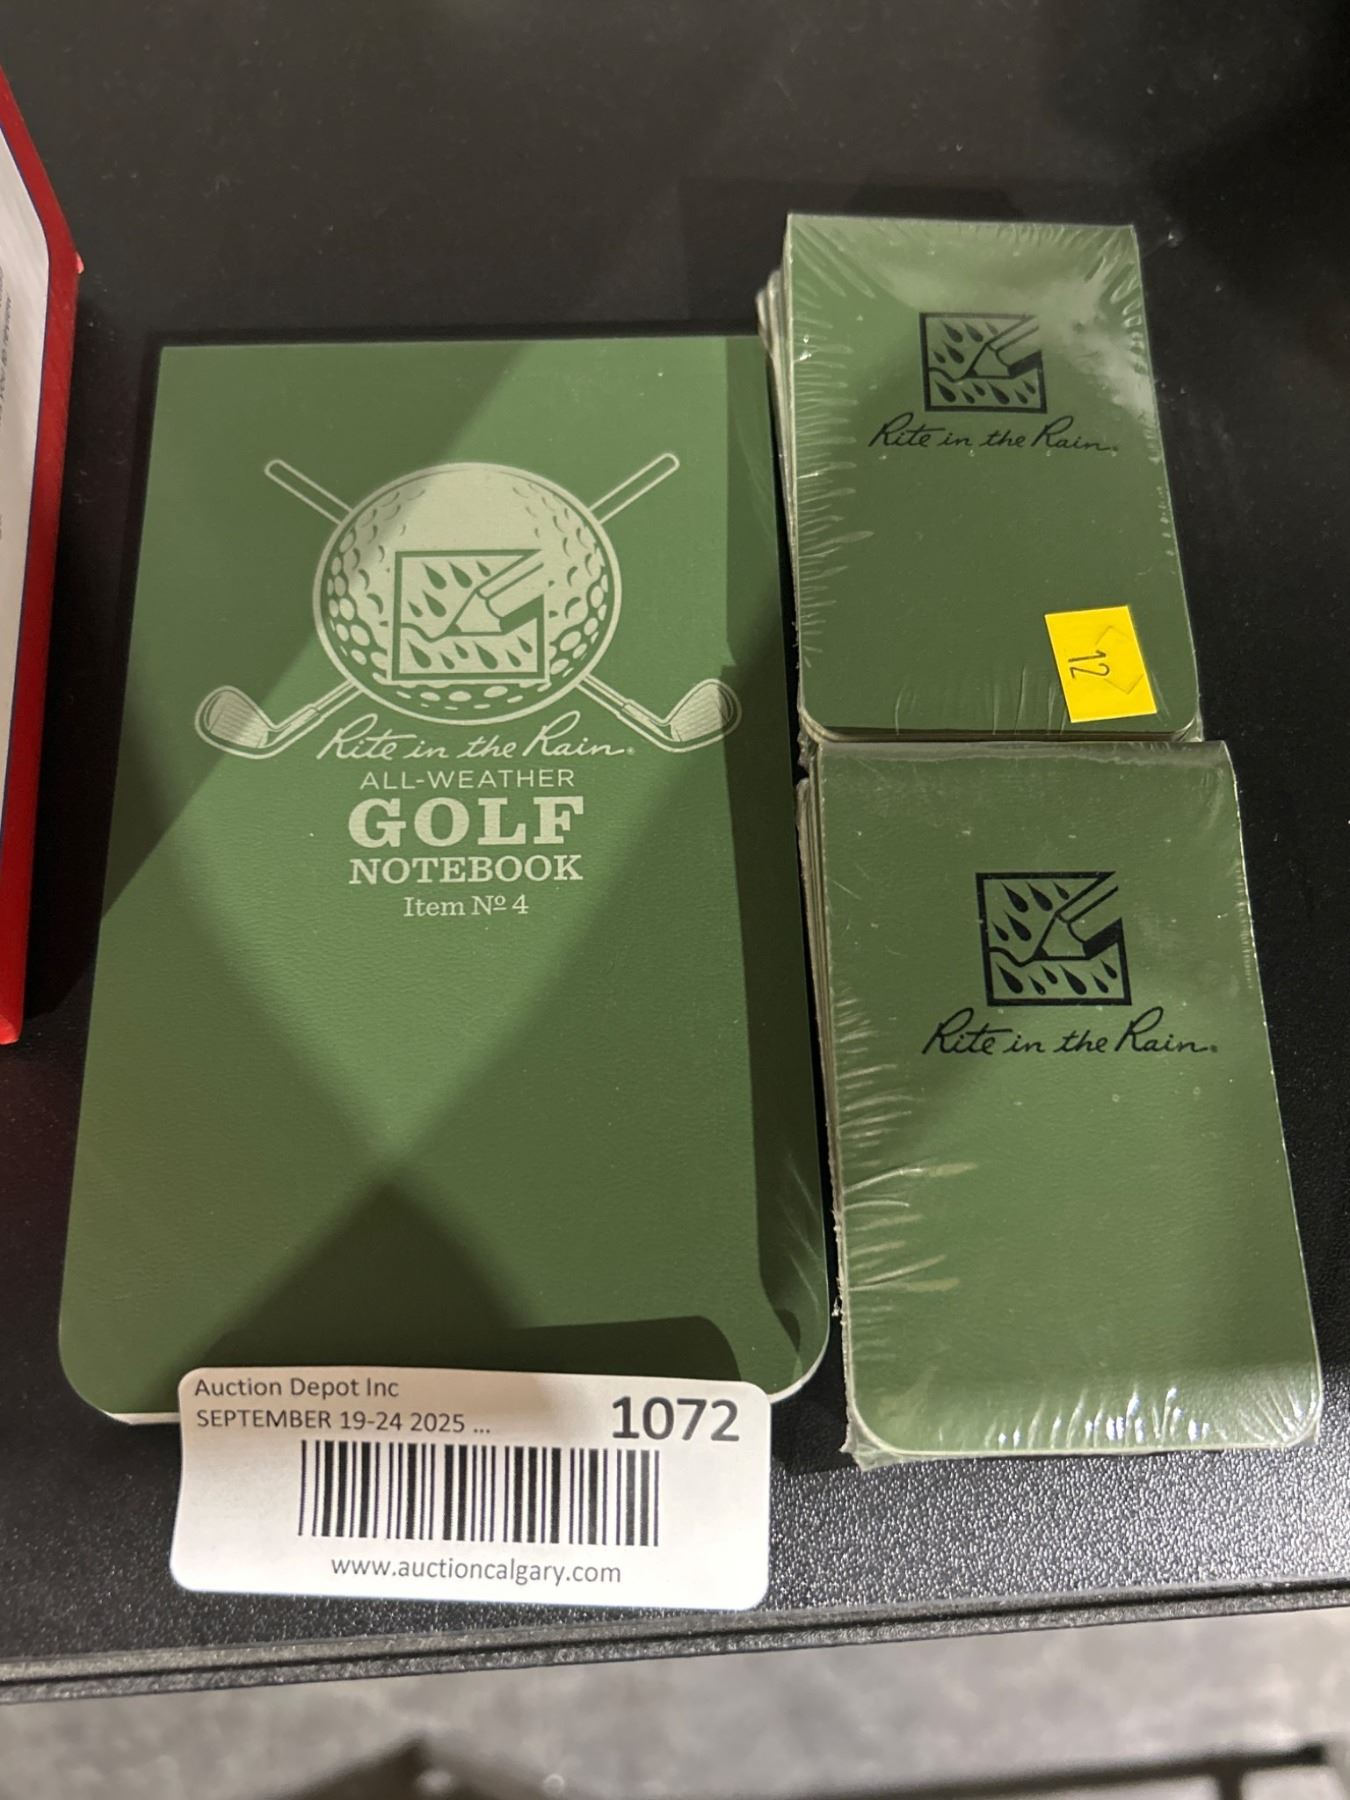 Rite in the Rain®
ALL-WEATHER
GOLF
NOTEBOOK
Item Nº 4
Rite in the Rain®
12
Rite in the Rain®
Auction Depot Inc
SEPTEMBER 19-24 2025 ...
1072
www.auctioncalgary.com